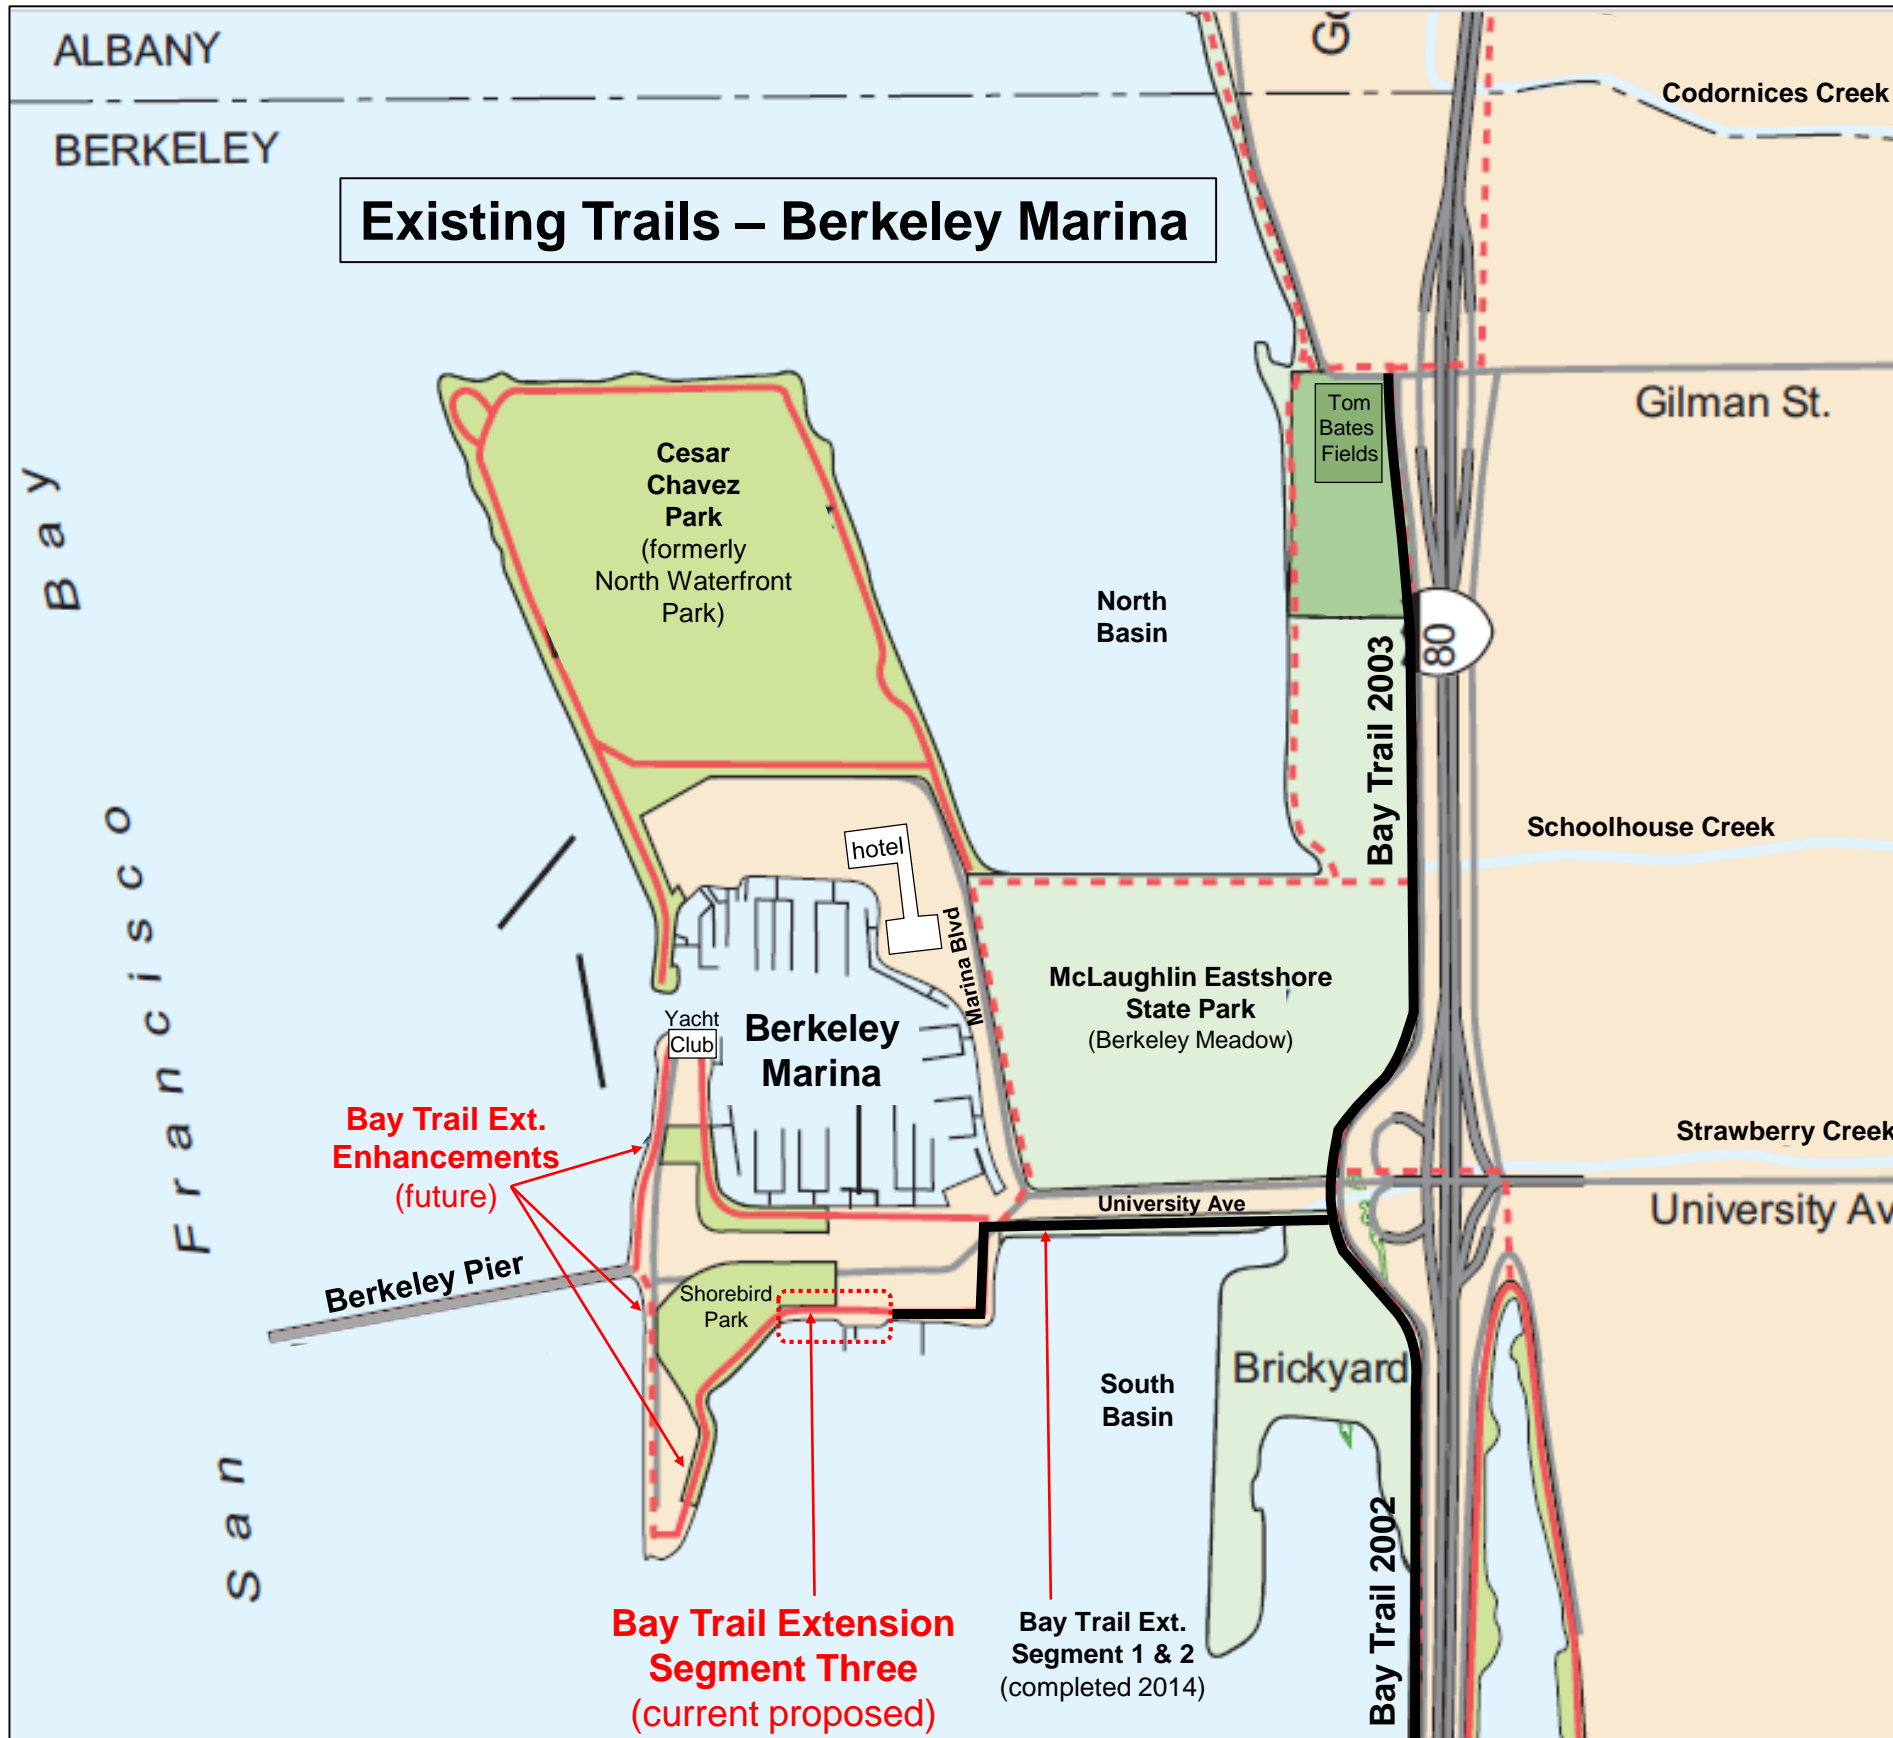 ALBANY
BERKELEY
Codornices Creek
Existing Trails – Berkeley Marina
Gilman St.
Tom
Bates
Fields
Cesar
Chavez
Park
(formerly
North Waterfront
Park)
North
Basin
80
Bay Trail 2003
Schoolhouse Creek
hotel
Marina Blvd
McLaughlin Eastshore
State Park
(Berkeley Meadow)
Yacht
Club
Berkeley
Marina
Bay Trail Ext.
Enhancements
(future)
Strawberry Creek
University Ave
University Av
Berkeley Pier
Shorebird
Park
South
Basin
Brickyard
Bay Trail 2002
San Francisco Bay
Bay Trail Extension
Segment Three
(current proposed)
Bay Trail Ext.
Segment 1 & 2
(completed 2014)